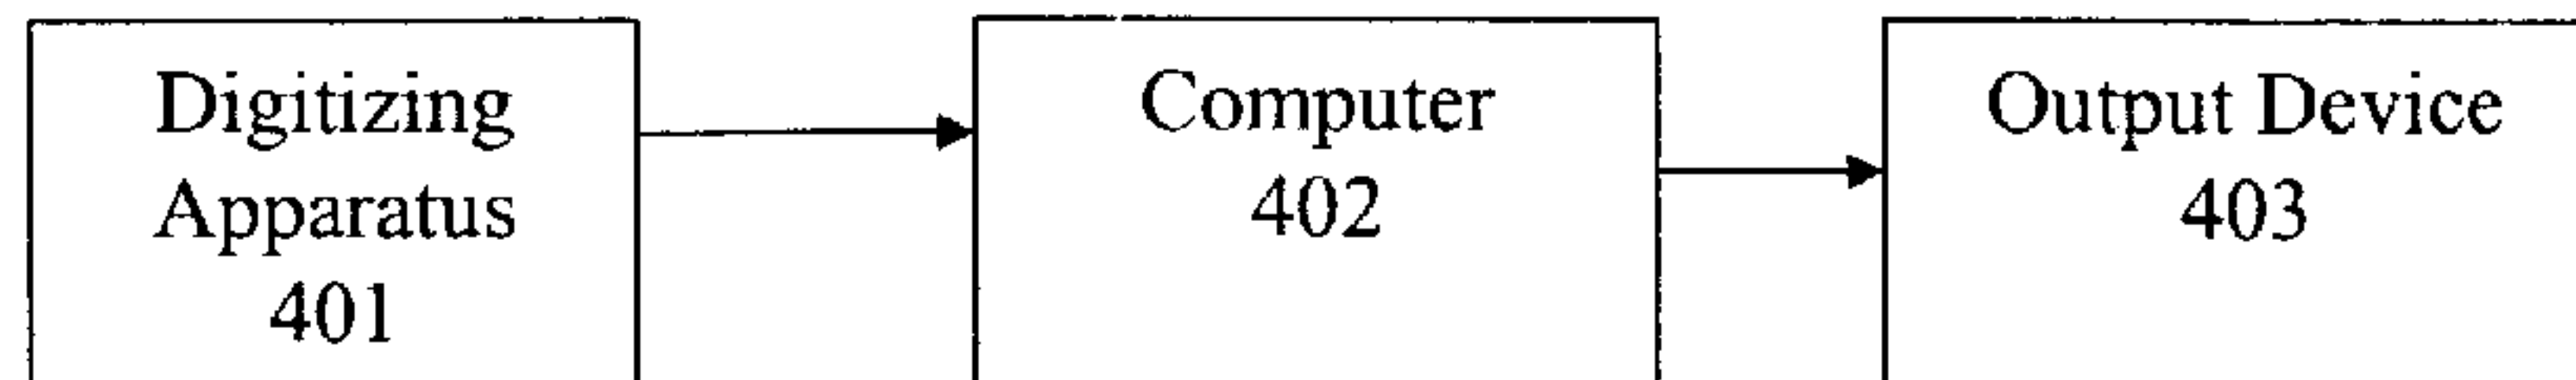 Digitizing
Apparatus
401
Computer
402
Output Device
403